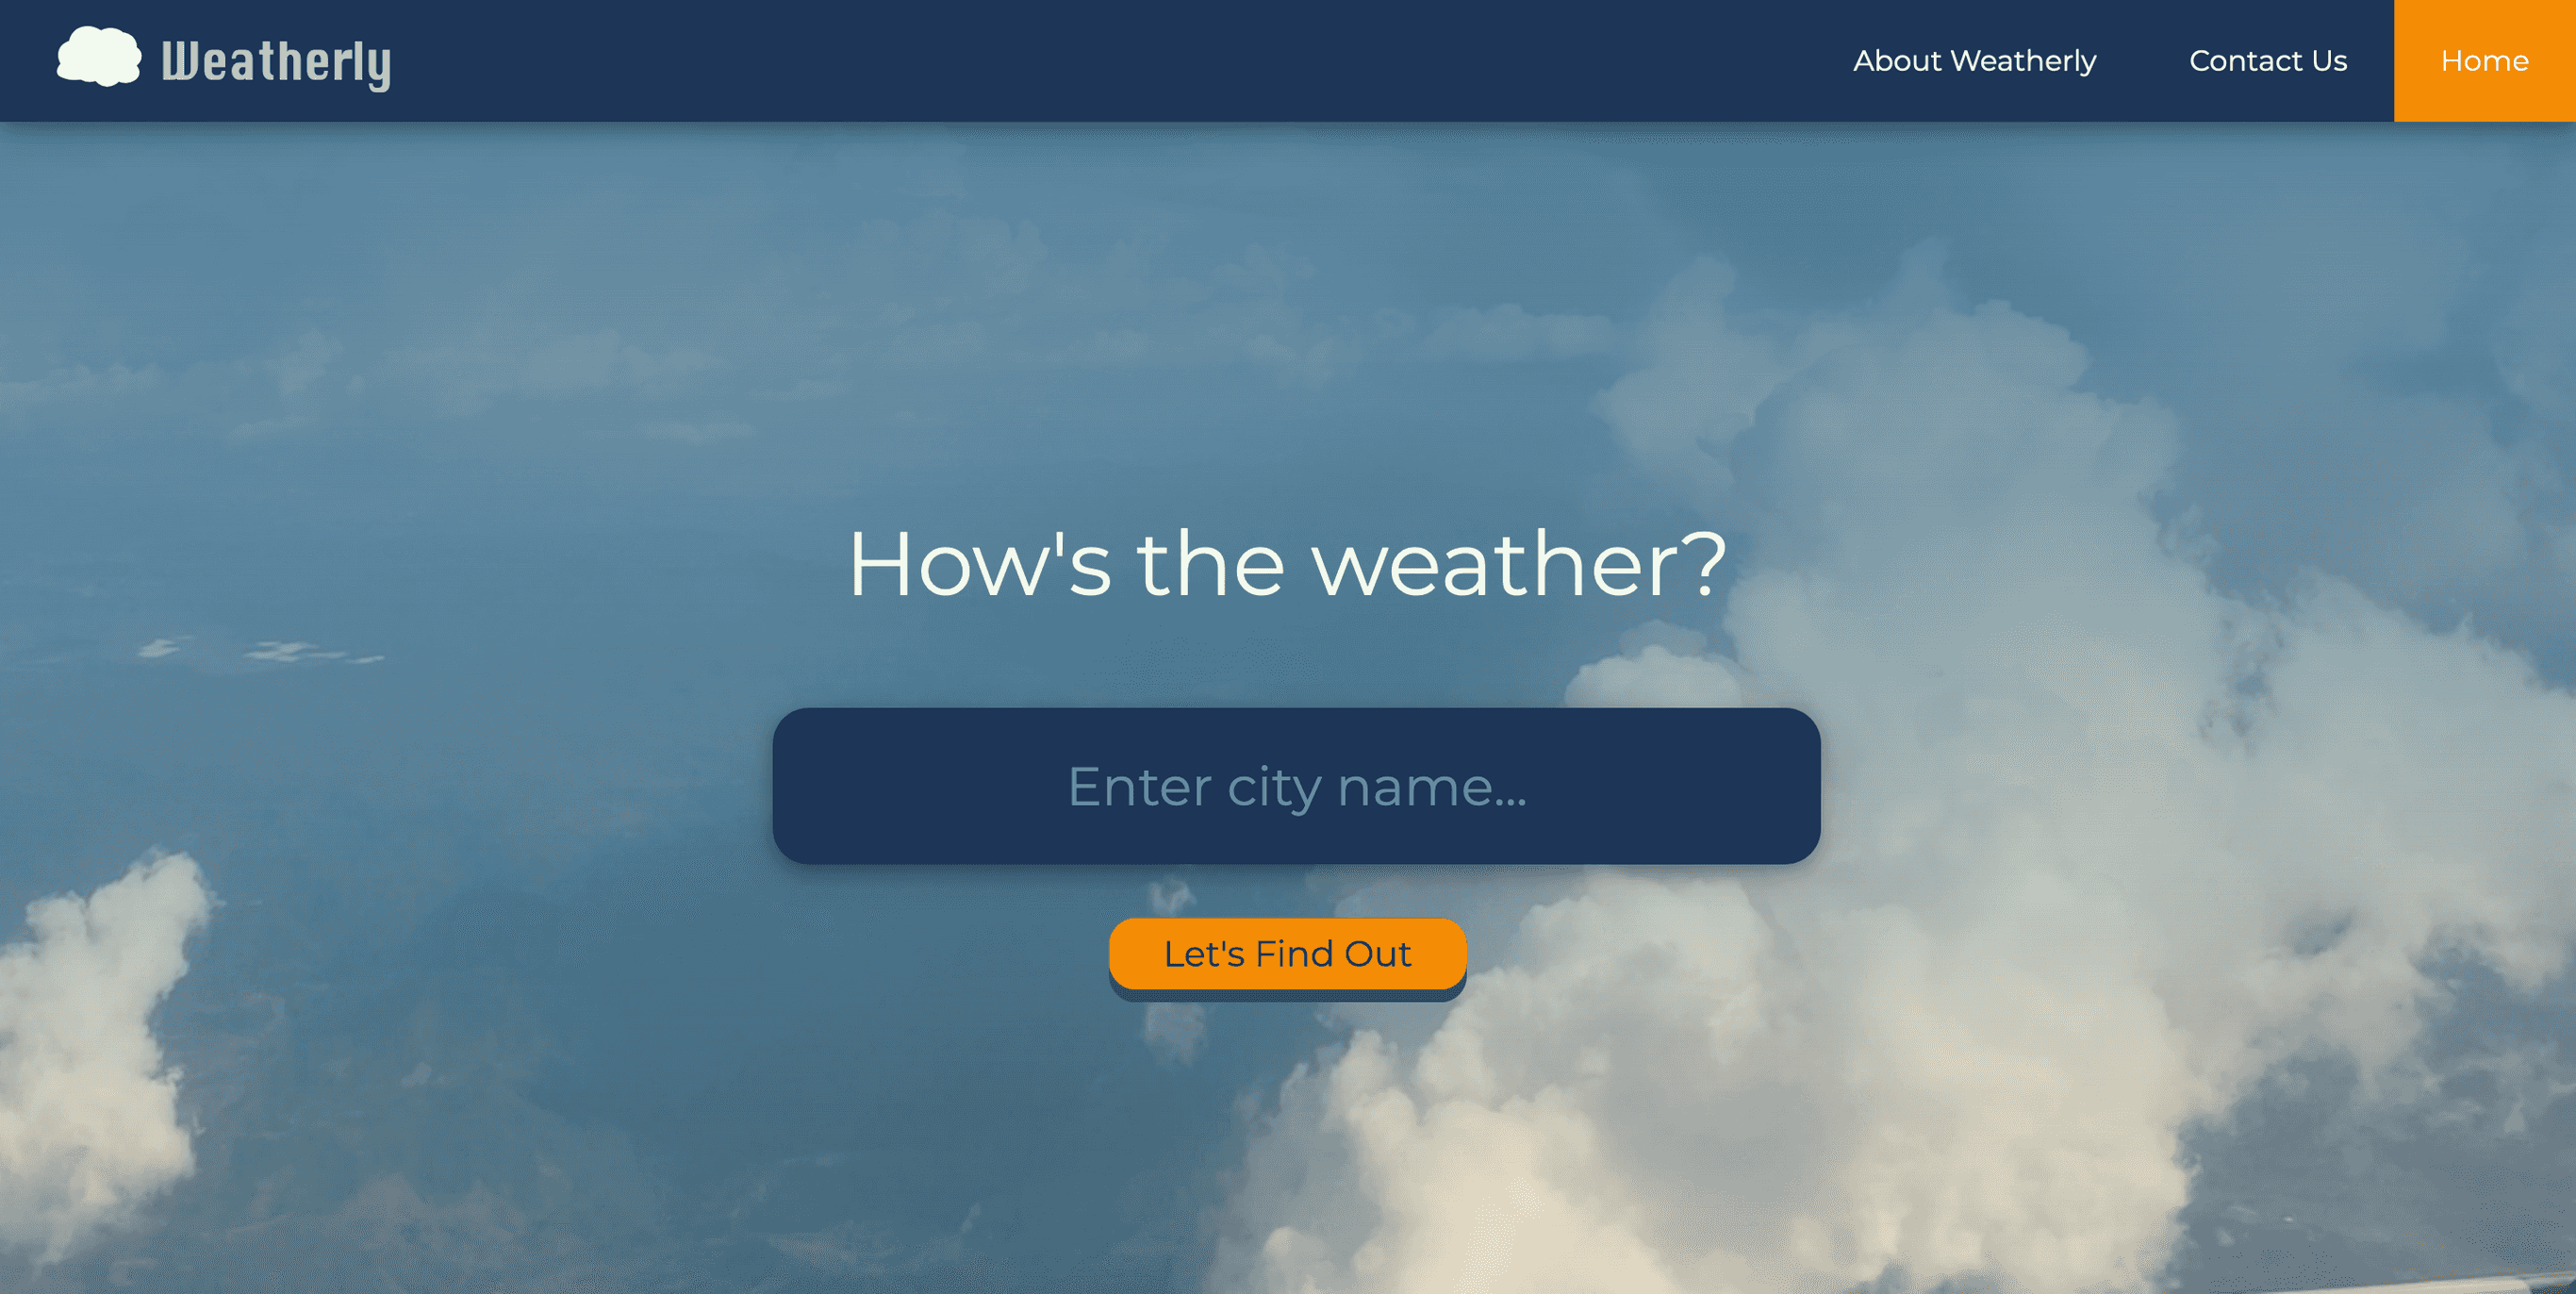 Weatherly
About Weatherly
Contact Us
Home
How's the weather?
Enter city name...
Let's Find Out